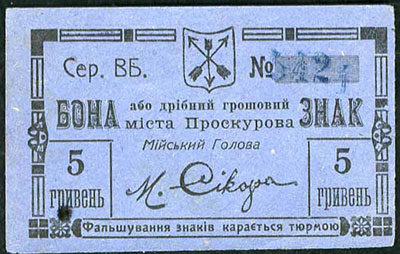 Сер. ВБ. № 5424
БОНА або дрібний грошовий ЗНАК
міста Проскурова
Мійський Голова
5 гривень
М. Сікора
5 гривень
Фальшування знаків карається тюрмою